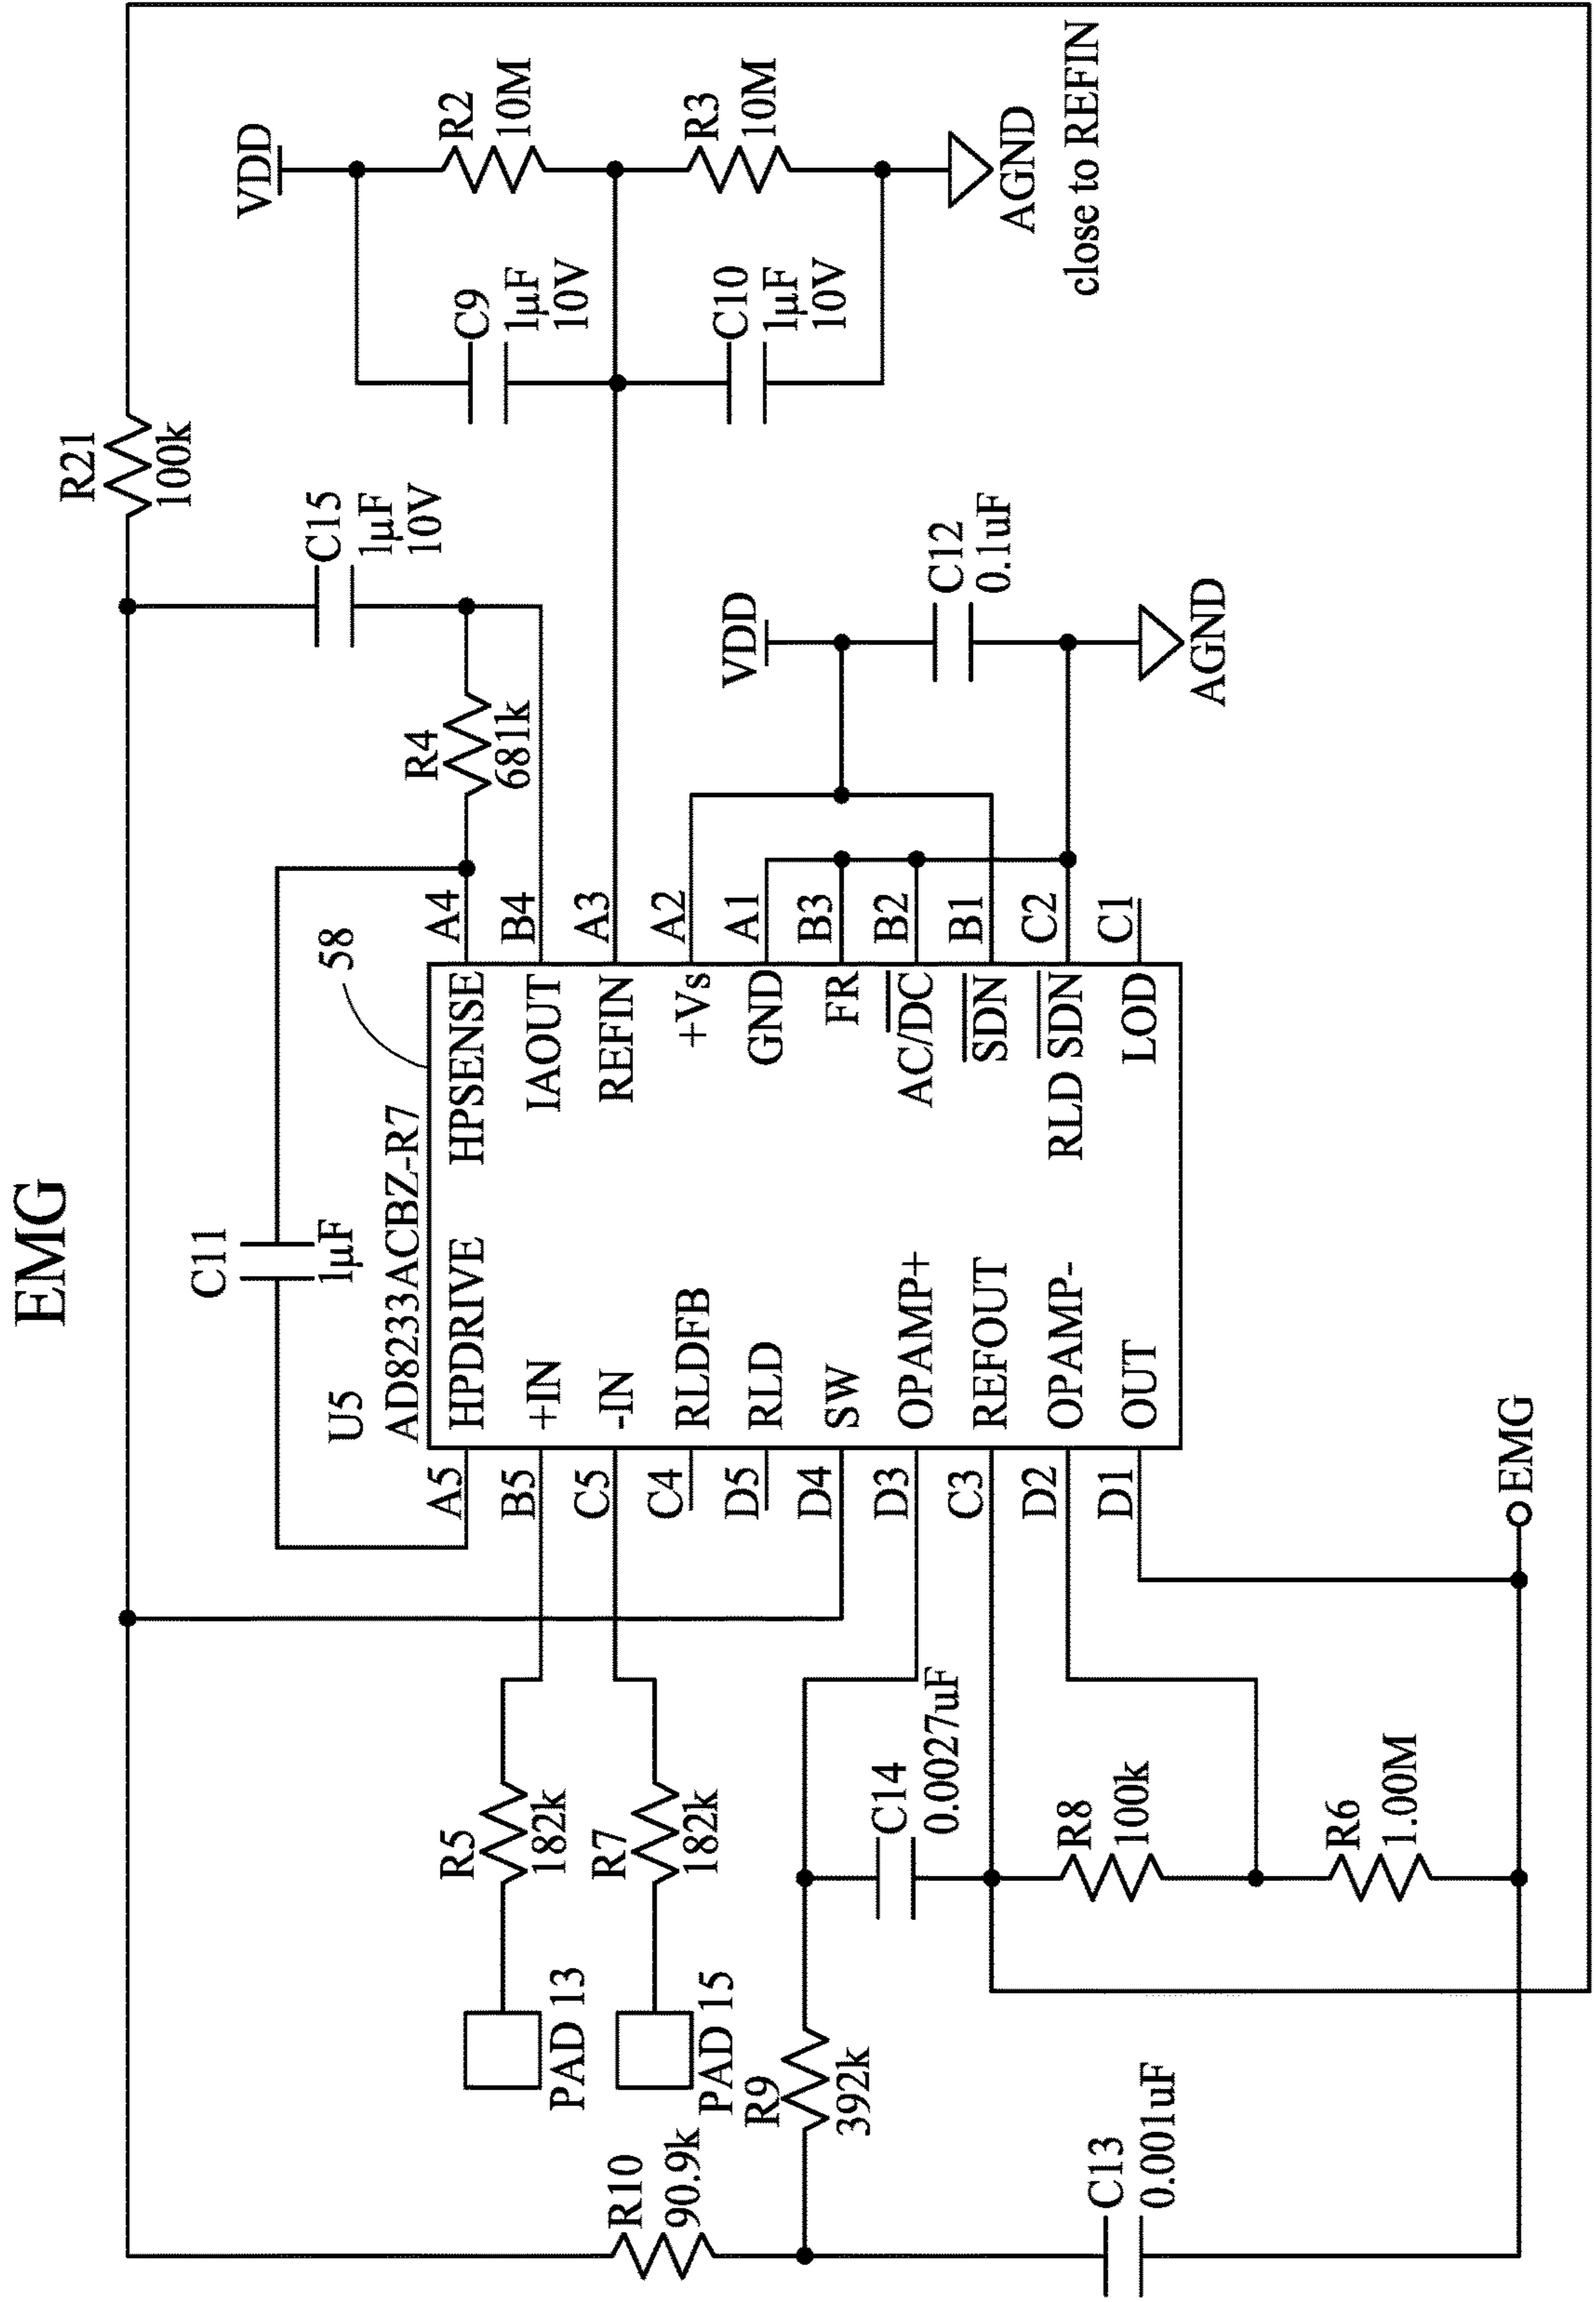 EMG
R21
100k
C15
1µF
10V
VDD
R2
10M
R3
10M
AGND
close to REFIN
C9
1µF
10V
C10
1µF
10V
C11
1µF
R4
681k
58
U5
AD8233ACBZ-R7
A5
HPDRIVE
HPSENSE
A4
B5
+IN
IAOUT
B4
C5
-IN
REFIN
A3
C4
RLDFB
+Vs
A2
D5
RLD
GND
A1
D4
SW
FR
B3
D3
OPAMP+
AC/DC
B2
C3
REFOUT
SDN
B1
D2
OPAMP-
RLD SDN
C2
D1
OUT
LOD
C1
VDD
C12
0.1uF
AGND
R5
182k
PAD 13
R7
182k
PAD 15
R10
90.9k
R9
392k
C14
0.0027uF
R8
100k
R6
1.00M
C13
0.001uF
EMG